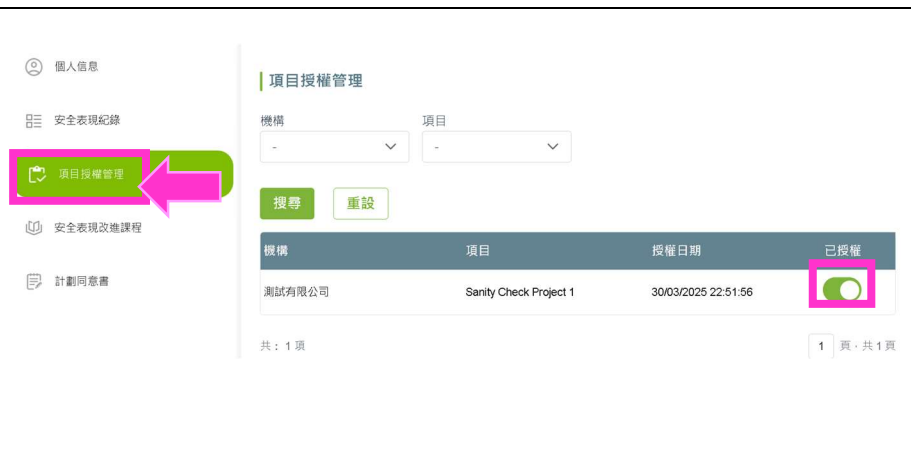 個人信息
安全表現紀錄
項目授權管理
安全表現改進課程
計劃同意書
項目授權管理
機構 項目
- -
搜尋 重設
機構 項目 授權日期 已授權
測試有限公司 Sanity Check Project 1 30/03/2025 22:51:56
共：1 項 1 頁 · 共 1 頁